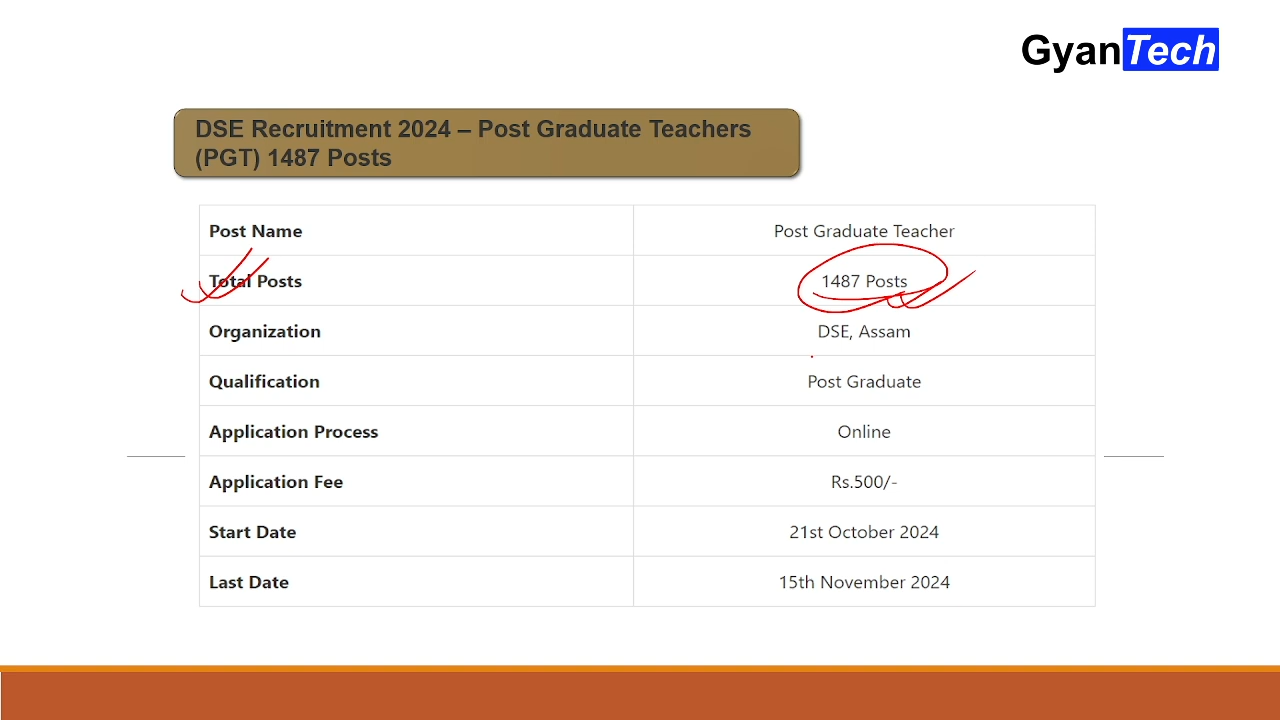 GyanTech
DSE Recruitment 2024 – Post Graduate Teachers
(PGT) 1487 Posts
Post Name Post Graduate Teacher
Total Posts 1487 Posts
Organization DSE, Assam
Qualification Post Graduate
Application Process Online
Application Fee Rs.500/-
Start Date 21st October 2024
Last Date 15th November 2024